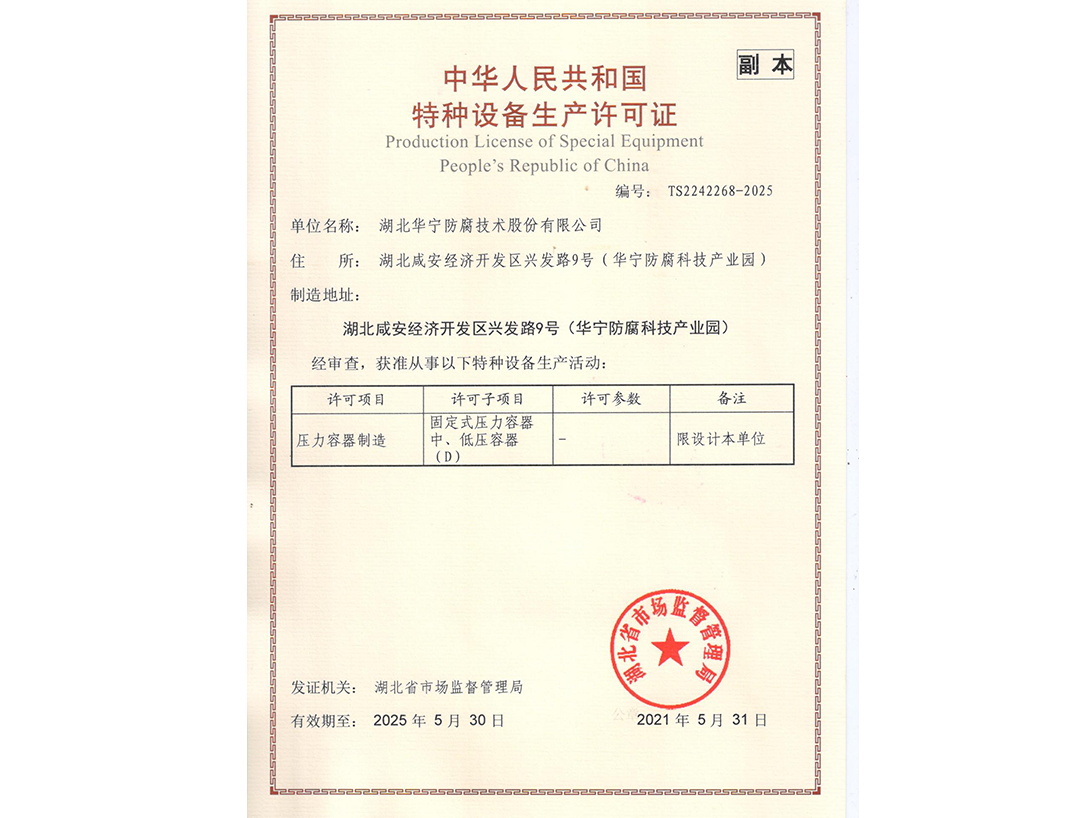 副 本
中华人民共和国
特种设备生产许可证
Production License of Special Equipment
People's Republic of China
编号: TS2242268-2025
单位名称: 湖北华宁防腐技术股份有限公司
住 所: 湖北咸安经济开发区兴发路9号(华宁防腐科技产业园)
制造地址:
湖北咸安经济开发区兴发路9号(华宁防腐科技产业园)
经审查,获准从事以下特种设备生产活动:
许可项目 许可子项目 许可参数 备注
压力容器制造 固定式压力容器 中、低压容器 (D) - 限设计本单位
湖北省市场监督管理局
发证机关: 湖北省市场监督管理局
有效期至: 2025 年 5 月 30 日
2021 年 5 月 31 日